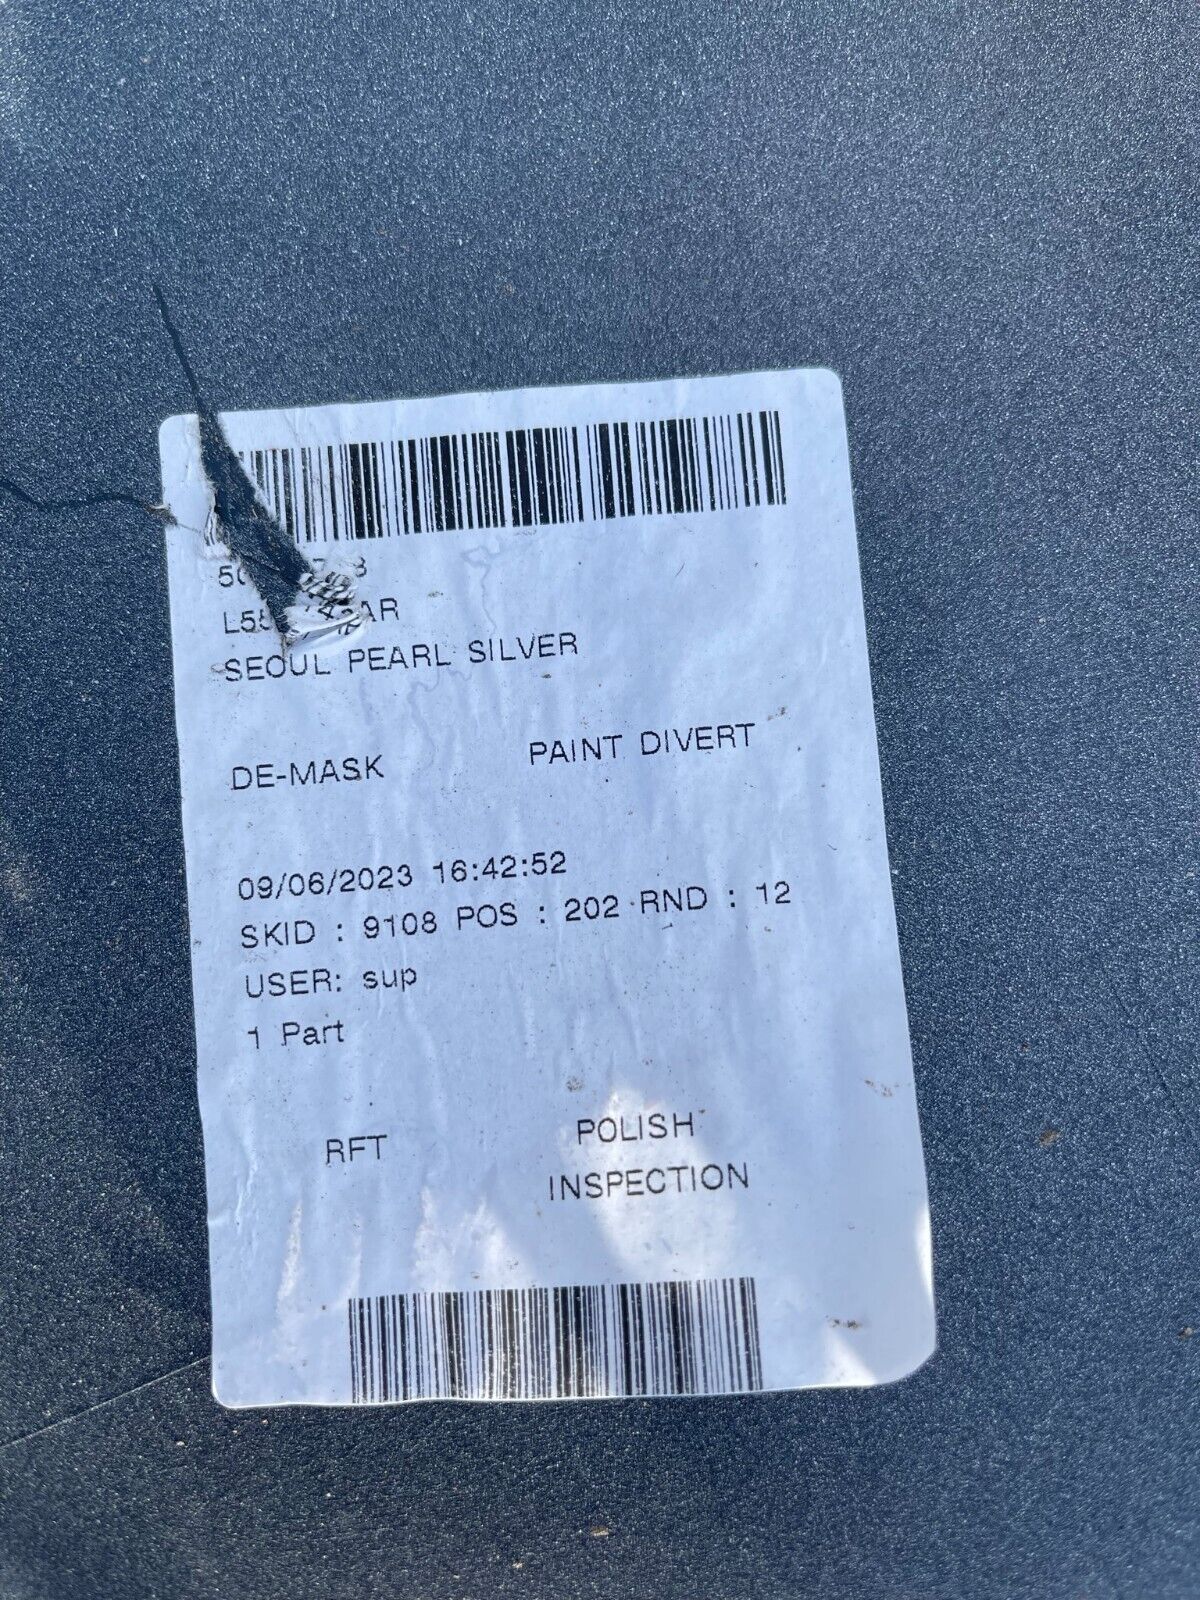 SEOUL PEARL SILVER
DE-MASK PAINT DIVERT
09/06/2023 16:42:52
SKID : 9108 POS : 202 RND : 12
USER: sup
1 Part
RFT POLISH
INSPECTION